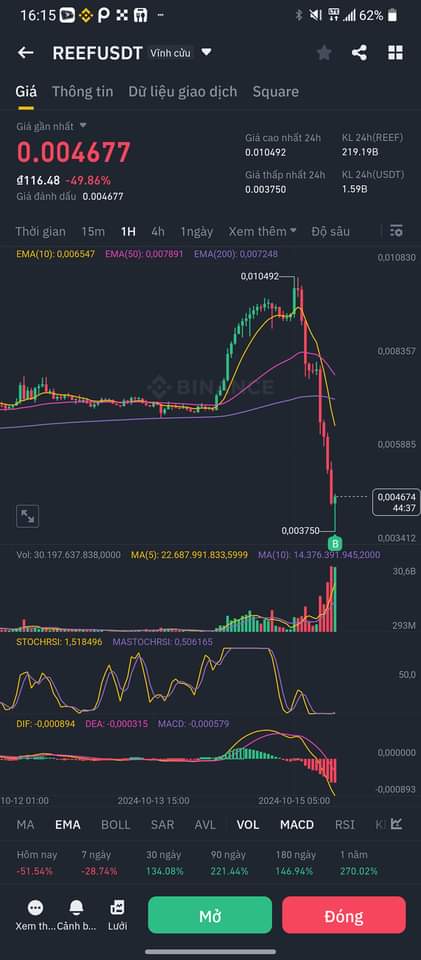 16:15 62%
REEFUSDT Vĩnh cửu
Giá Thông tin Dữ liệu giao dịch Square
Giá gần nhất
0.004677
₫116.48 -49.86%
Giá đánh dấu 0.004677
Giá cao nhất 24h KL 24h(REEF)
0.010492 219.19B
Giá thấp nhất 24h KL 24h(USDT)
0.003750 1.59B
Thời gian 15m 1H 4h 1ngày Xem thêm Độ sâu
EMA(10): 0,006547 EMA(50): 0,007891 EMA(200): 0,007248
0,010830
0,010492
0,008357
BINANCE
0,005885
0,004674
44:37
0,003750
0,003412
B
Vol: 30.197.637.838,0000 MA(5): 22.687.991.833,5999 MA(10): 14.376.391.945,2000
30,6B
293M
STOCHRSI: 1,518496 MASTOCHRSI: 0,506165
50,0
DIF: -0,000894 DEA: -0,000315 MACD: -0,000579
0,000000
-0,000893
10-12 01:00 2024-10-13 15:00 2024-10-15 05:00
MA EMA BOLL SAR AVL VOL MACD RSI
Hôm nay 7 ngày 30 ngày 90 ngày 180 ngày 1 năm
-51.54% -28.74% 134.08% 221.44% 146.94% 270.02%
Xem th... Cảnh b... Lưới
Mở Đóng